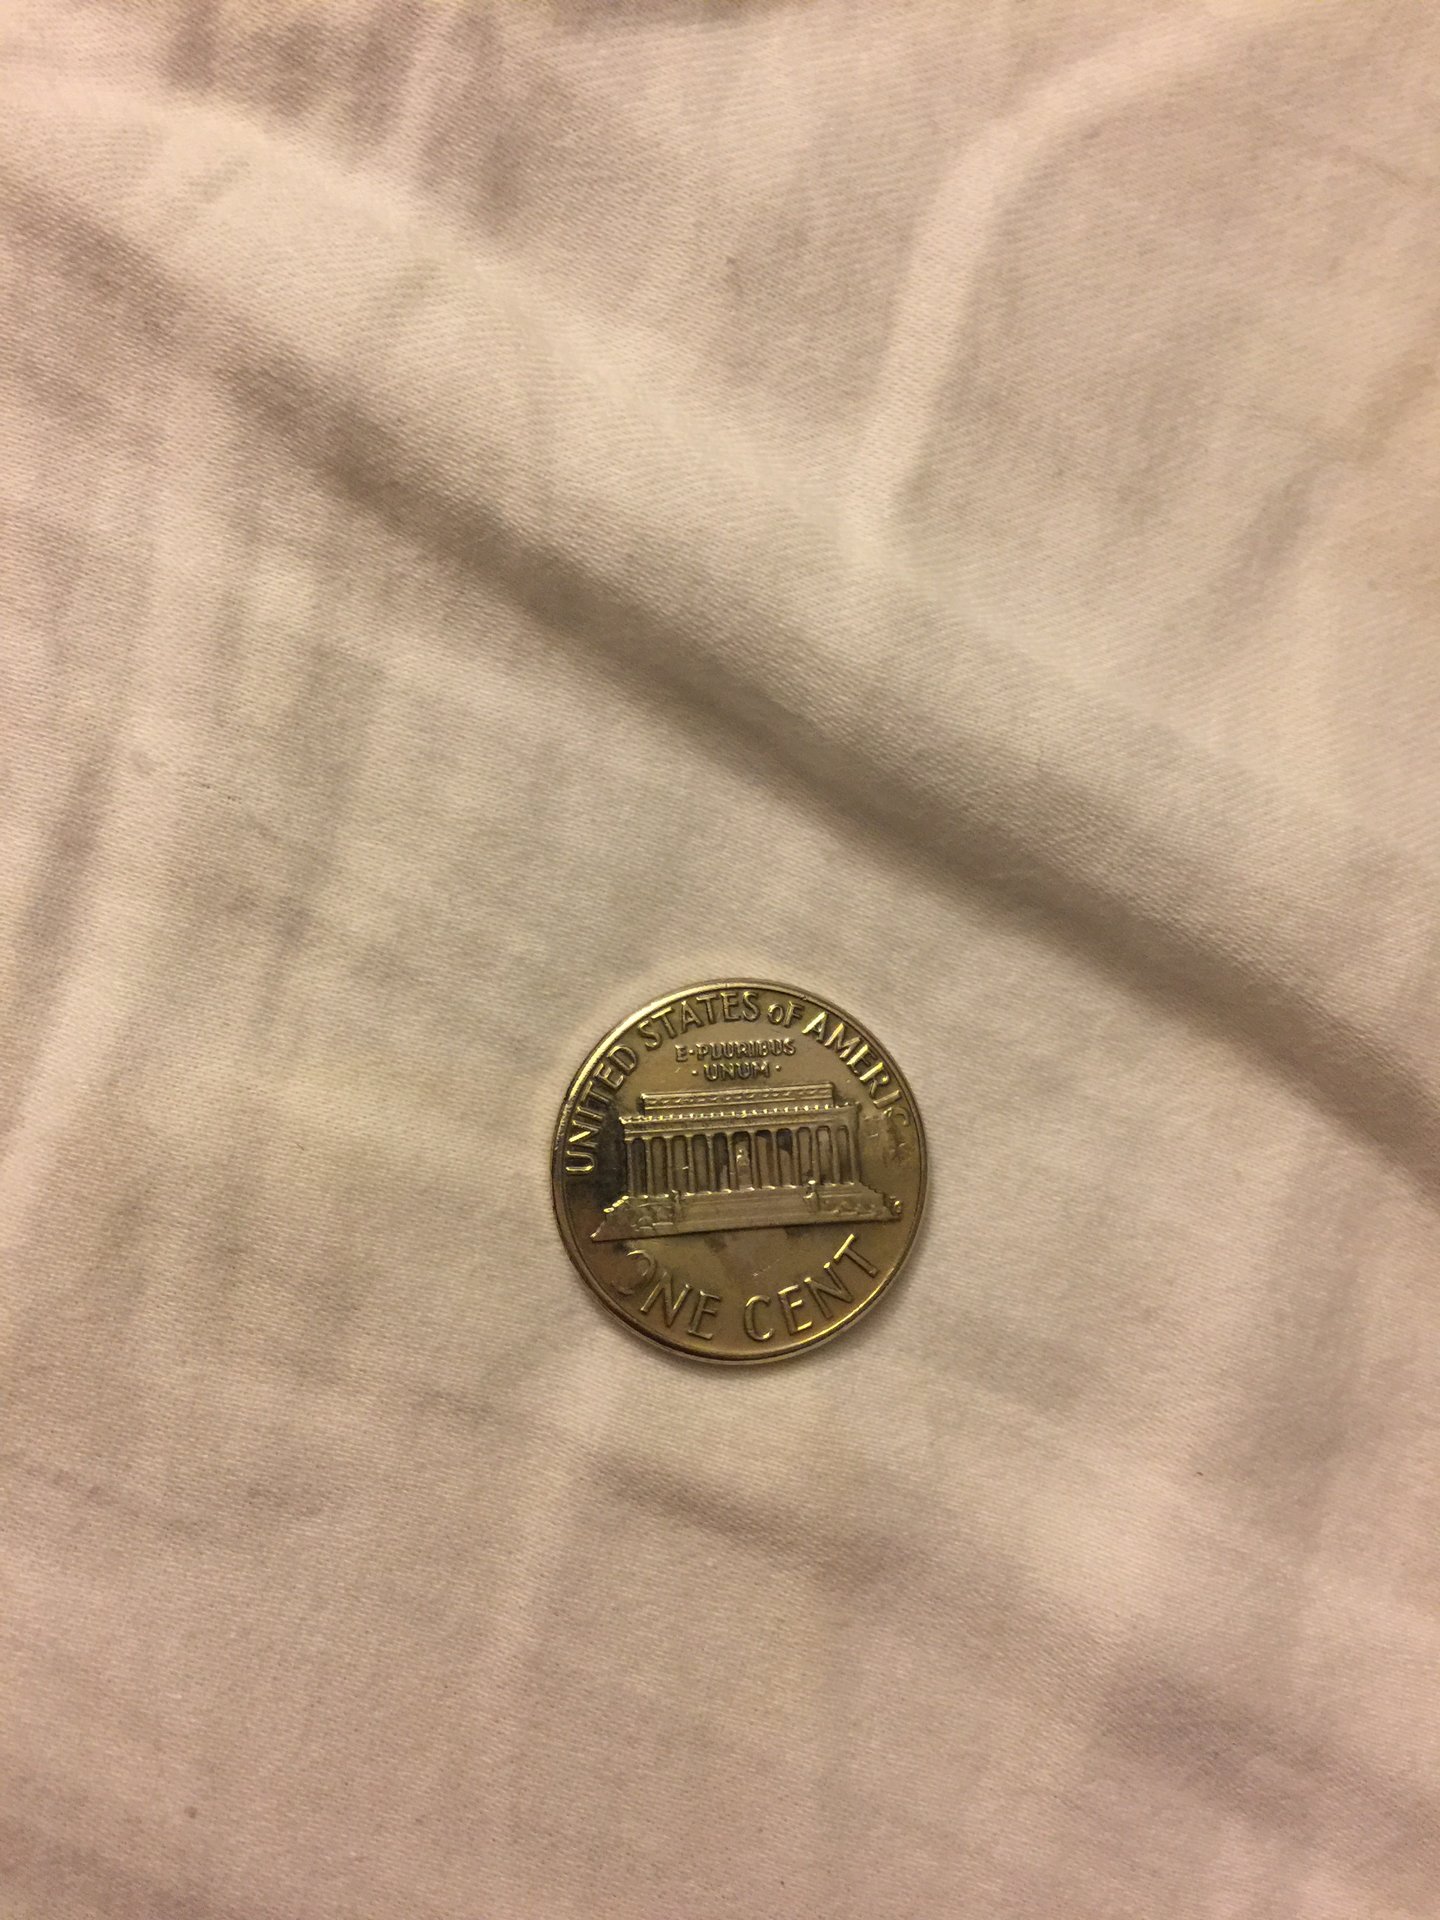 UNITED STATES OF AMERICA
E·PLURIBUS
·UNUM·
ONE CENT